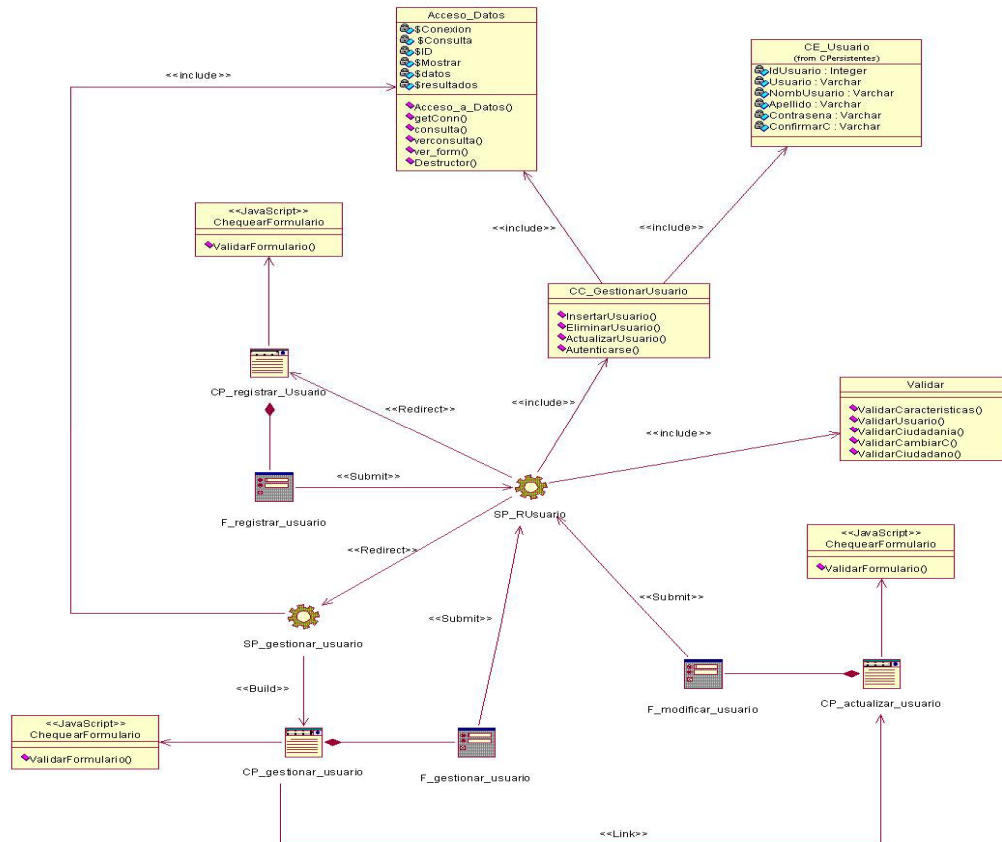 Acceso_Datos
$Conexion
$Consulta
$ID
$Mostrar
$datos
$resultados
Acceso_a_Datos()
getConn()
consulta()
verconsulta()
ver_form()
Destructor()
CE_Usuario
(from CPersistentes)
IdUsuario : Integer
Usuario : Varchar
NombUsuario : Varchar
Apellido : Varchar
Contrasena : Varchar
ConfirmarC : Varchar
<<include>>
<<JavaScript>>
ChequearFormulario
ValidarFormulario()
<<include>>
<<include>>
CC_GestionarUsuario
InsertarUsuario()
EliminarUsuario()
ActualizarUsuario()
Autenticarse()
CP_registrar_Usuario
<<Redirect>>
<<include>>
Validar
ValidarCaracteristicas()
ValidarUsuario()
ValidarCiudadania()
ValidarCambiarC()
ValidarCiudadano()
<<include>>
<<Submit>>
F_registrar_usuario
SP_RUsuario
<<Redirect>>
<<JavaScript>>
ChequearFormulario
ValidarFormulario()
SP_gestionar_usuario
<<Submit>>
<<Submit>>
<<Build>>
F_modificar_usuario
CP_actualizar_usuario
<<JavaScript>>
ChequearFormulario
ValidarFormulario()
CP_gestionar_usuario
F_gestionar_usuario
<<Link>>